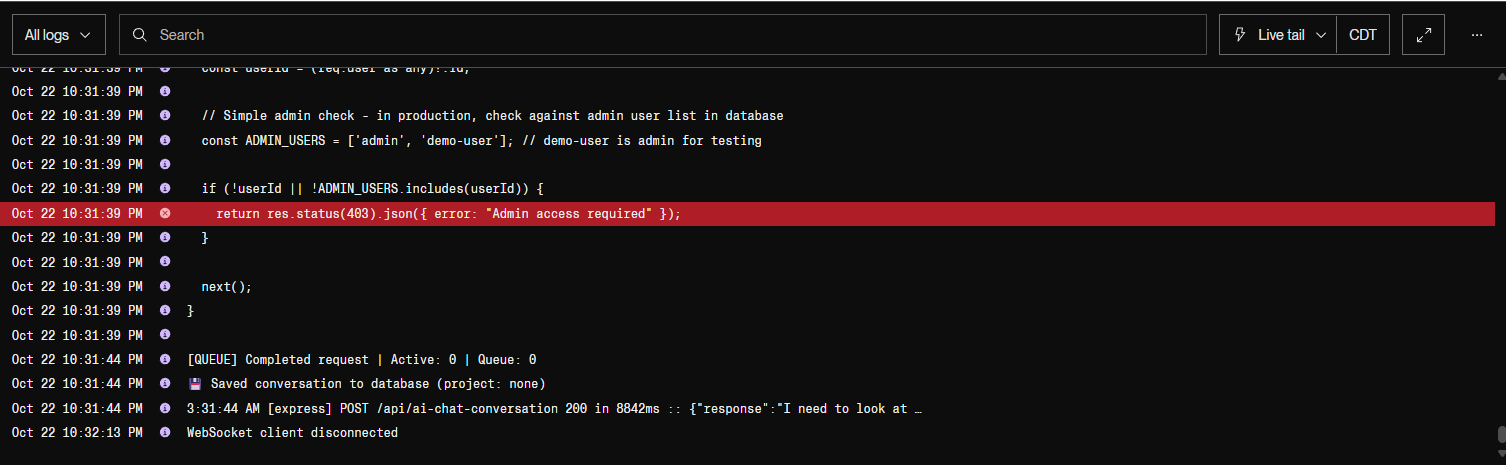 All logs Search Live tail CDT ...
Oct 22 10:31:39 PM const userId = (req.user as any)?.id;
Oct 22 10:31:39 PM
Oct 22 10:31:39 PM // Simple admin check - in production, check against admin user list in database
Oct 22 10:31:39 PM const ADMIN_USERS = ['admin', 'demo-user']; // demo-user is admin for testing
Oct 22 10:31:39 PM
Oct 22 10:31:39 PM if (!userId || !ADMIN_USERS.includes(userId)) {
Oct 22 10:31:39 PM return res.status(403).json({ error: "Admin access required" });
Oct 22 10:31:39 PM }
Oct 22 10:31:39 PM
Oct 22 10:31:39 PM next();
Oct 22 10:31:39 PM }
Oct 22 10:31:39 PM
Oct 22 10:31:44 PM [QUEUE] Completed request | Active: 0 | Queue: 0
Oct 22 10:31:44 PM 💾 Saved conversation to database (project: none)
Oct 22 10:31:44 PM 3:31:44 AM [express] POST /api/ai-chat-conversation 200 in 8842ms :: {"response":"I need to look at …
Oct 22 10:32:13 PM WebSocket client disconnected